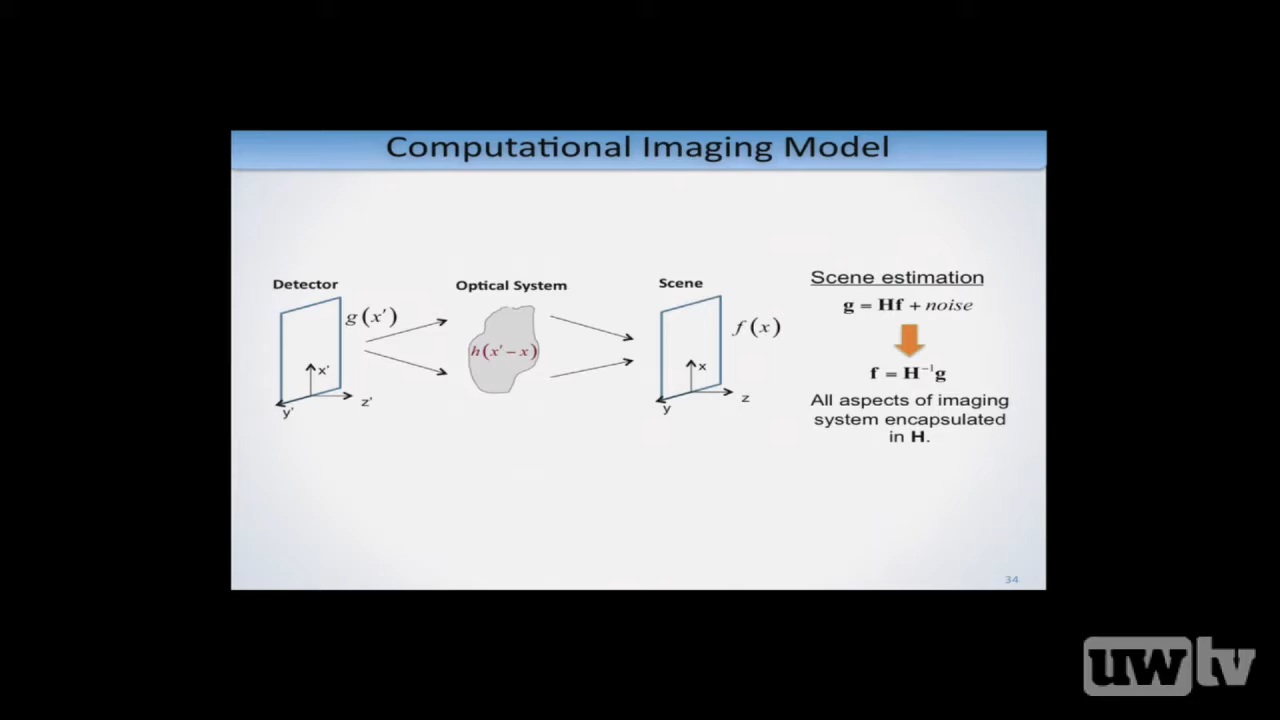 Computational Imaging Model
Detector
g(x')
x'
y'
z'
Optical System
h(x' – x)
Scene
f(x)
x
y
z
Scene estimation
g = Hf + noise
f = H⁻¹g
All aspects of imaging
system encapsulated
in H.
34
uwtv